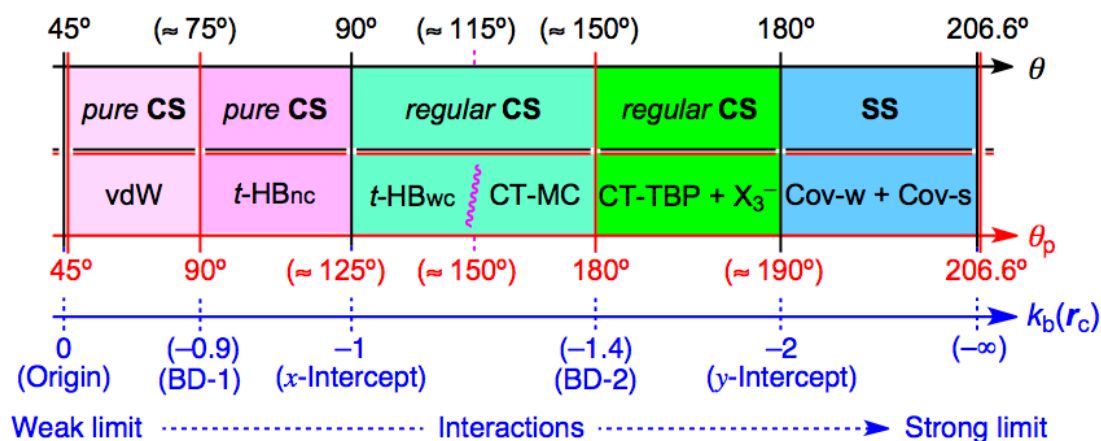 45º (≈ 75º) 90º (≈ 115º) (≈ 150º) 180º 206.6º
θ
pure CS pure CS regular CS regular CS SS
vdW t-HBnc t-HBwc CT-MC CT-TBP + X3– Cov-w + Cov-s
θp
45º 90º (≈ 125º) (≈ 150º) 180º (≈ 190º) 206.6º
kb(rc)
0 (–0.9) –1 (–1.4) –2 (–∞)
(Origin) (BD-1) (x-Intercept) (BD-2) (y-Intercept)
Weak limit Interactions Strong limit